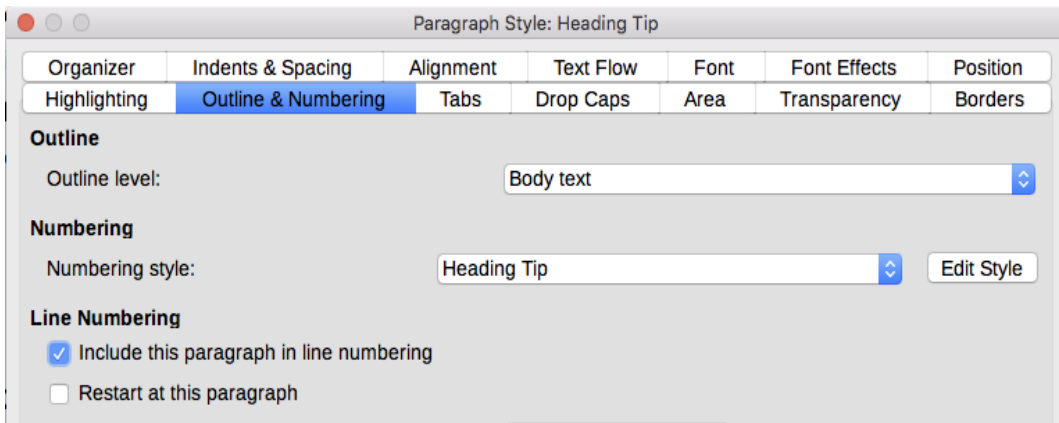 Paragraph Style: Heading Tip
Organizer Indents & Spacing Alignment Text Flow Font Font Effects Position
Highlighting Outline & Numbering Tabs Drop Caps Area Transparency Borders
Outline
Outline level: Body text
Numbering
Numbering style: Heading Tip Edit Style
Line Numbering
Include this paragraph in line numbering
Restart at this paragraph